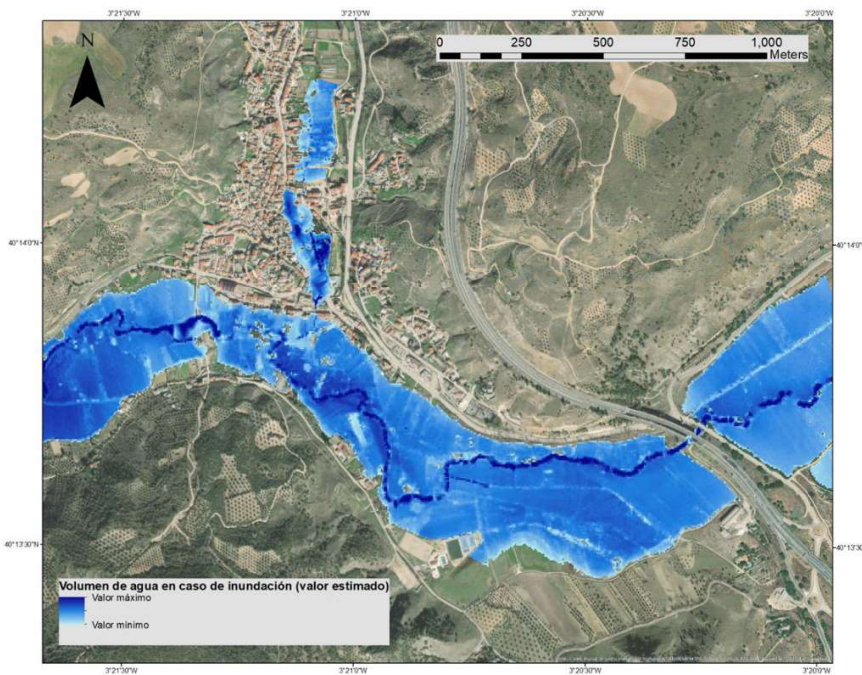 3°21'30"W 3°21'0"W 3°20'30"W 3°20'0"W
N
0 250 500 750 1,000
Meters
40°14'0"N 40°14'0"N
40°13'30"N 40°13'30"N
Volumen de agua en caso de inundación (valor estimado)
Valor máximo
Valor mínimo
3°21'30"W 3°21'0"W 3°20'30"W 3°20'0"W